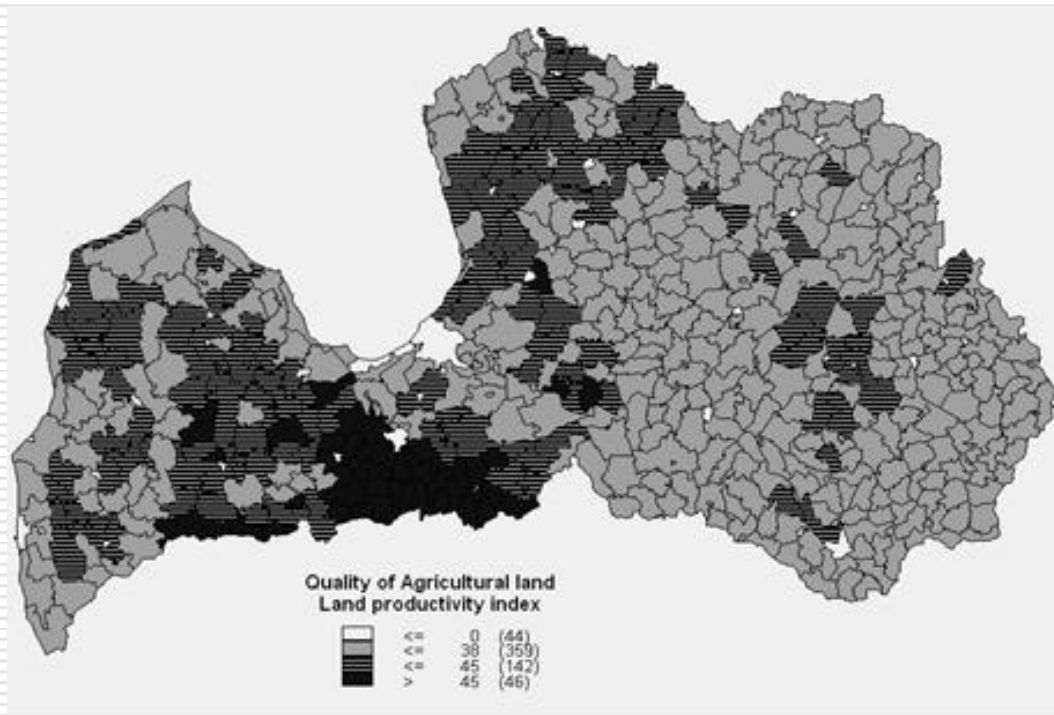 Quality of Agricultural land
Land productivity index
<= 0 (44)
<= 38 (359)
<= 45 (142)
> 45 (46)